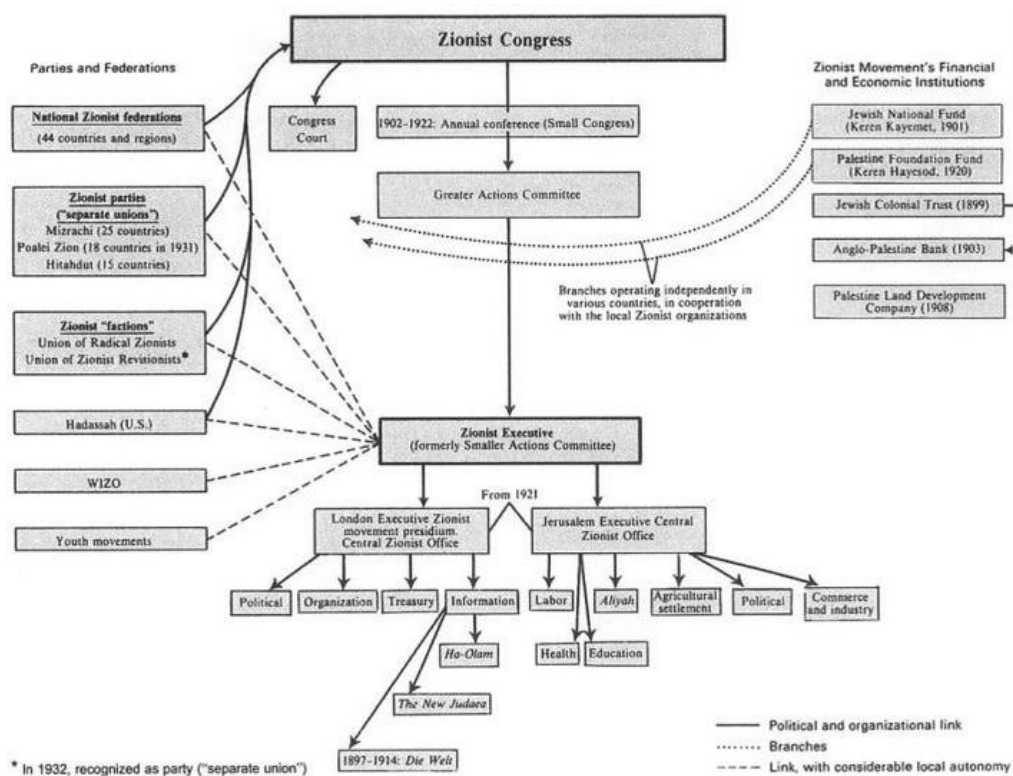 Zionist Congress
Parties and Federations
Zionist Movement's Financial
and Economic Institutions
National Zionist federations
(44 countries and regions)
Congress
Court
1902-1922: Annual conference (Small Congress)
Jewish National Fund
(Keren Kayemet, 1901)
Greater Actions Committee
Palestine Foundation Fund
(Keren Hayesod, 1920)
Zionist parties
("separate unions")
Mizrachi (25 countries)
Poalei Zion (18 countries in 1931)
Hitahdut (15 countries)
Jewish Colonial Trust (1899)
Anglo-Palestine Bank (1903)
Branches operating independently in
various countries, in cooperation
with the local Zionist organizations
Palestine Land Development
Company (1908)
Zionist "factions"
Union of Radical Zionists
Union of Zionist Revisionists*
Hadassah (U.S.)
Zionist Executive
(formerly Smaller Actions Committee)
WIZO
From 1921
Youth movements
London Executive Zionist
movement presidium.
Central Zionist Office
Jerusalem Executive Central
Zionist Office
Political
Organization
Treasury
Information
Labor
Aliyah
Agricultural
settlement
Political
Commerce
and industry
Ha-Olam
Health
Education
The New Judaea
1897-1914: Die Welt
Political and organizational link
Branches
Link, with considerable local autonomy
* In 1932, recognized as party ("separate union")